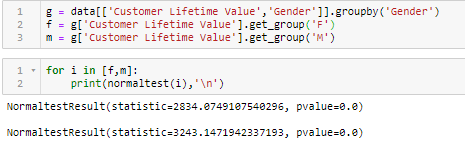 1 g = data[['Customer Lifetime Value','Gender']].groupby('Gender')
2 f = g['Customer Lifetime Value'].get_group('F')
3 m = g['Customer Lifetime Value'].get_group('M')
1 for i in [f,m]:
2 print(normaltest(i),'\n')
NormaltestResult(statistic=2834.0749107540296, pvalue=0.0)
NormaltestResult(statistic=3243.1471942337193, pvalue=0.0)